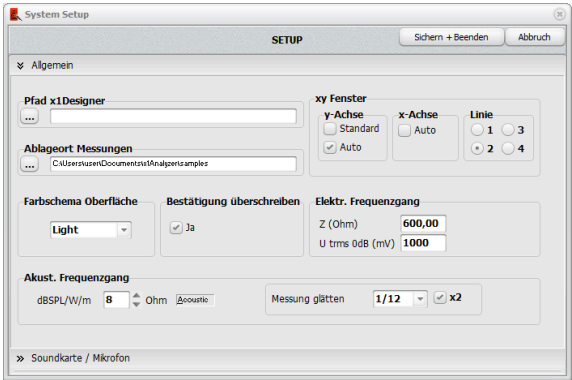 System Setup
SETUP
Sichern + Beenden
Abbruch
Allgemein
Pfad x1Designer
...
Ablageort Messungen
...
C:\Users\user\Documents\x1Analyzer\samples
xy Fenster
y-Achse
Standard
Auto
x-Achse
Auto
Linie
1 3
2 4
Farbschema Oberfläche
Light
Bestätigung überschreiben
Ja
Elektr. Frequenzgang
Z (Ohm) 600,00
U trms 0dB (mV) 1000
Akust. Frequenzgang
dBSPL/W/m 8 Ohm Acoustic
Messung glätten 1/12 x2
Soundkarte / Mikrofon